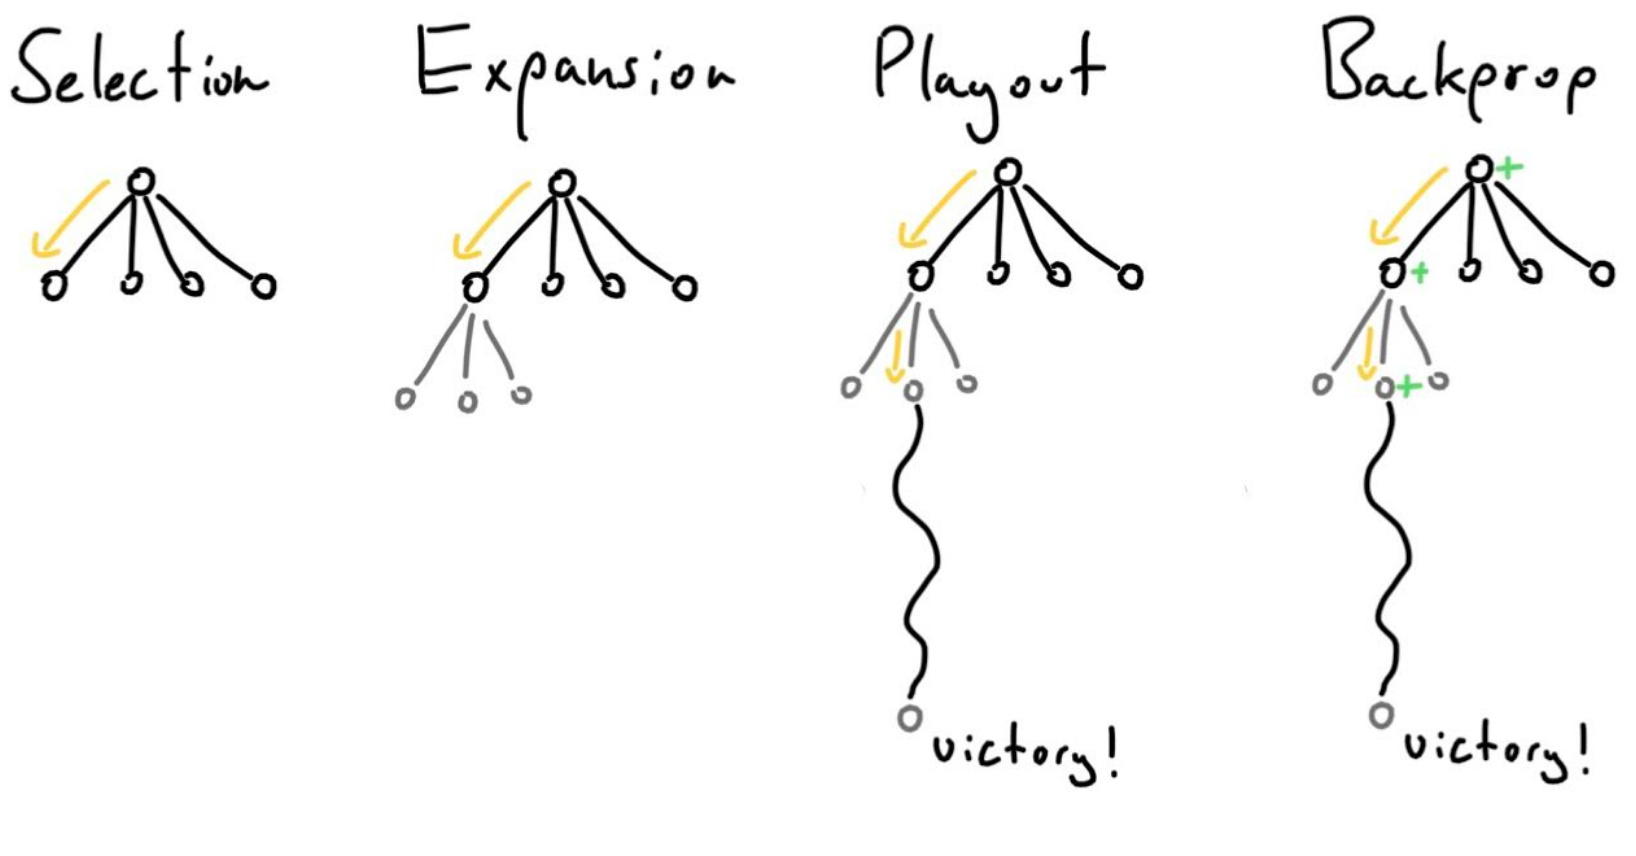 Selection
Expansion
Playout
Backprop
+
+
+
victory!
victory!